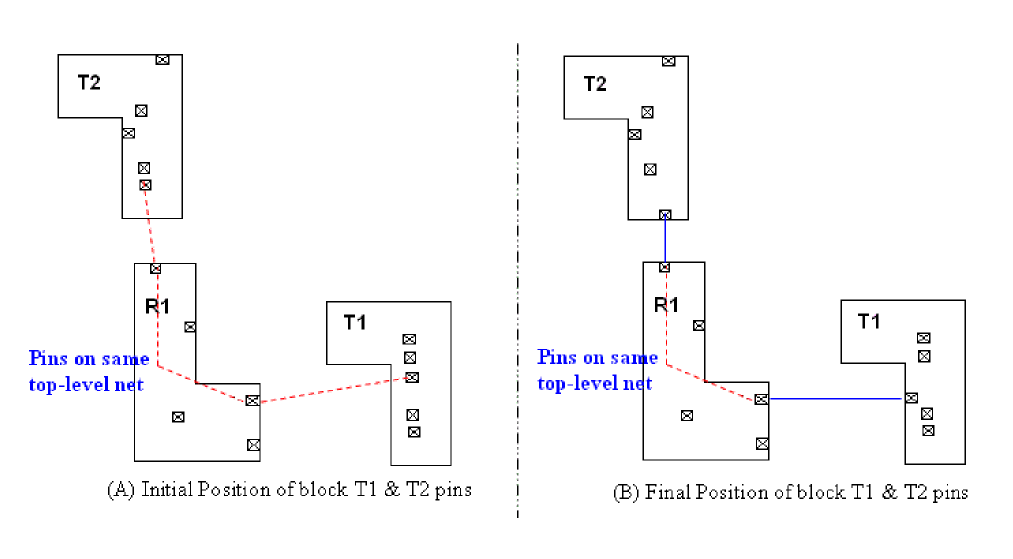 T2
R1
T1
Pins on same
top-level net
(A) Initial Position of block T1 & T2 pins
T2
R1
T1
Pins on same
top-level net
(B) Final Position of block T1 & T2 pins